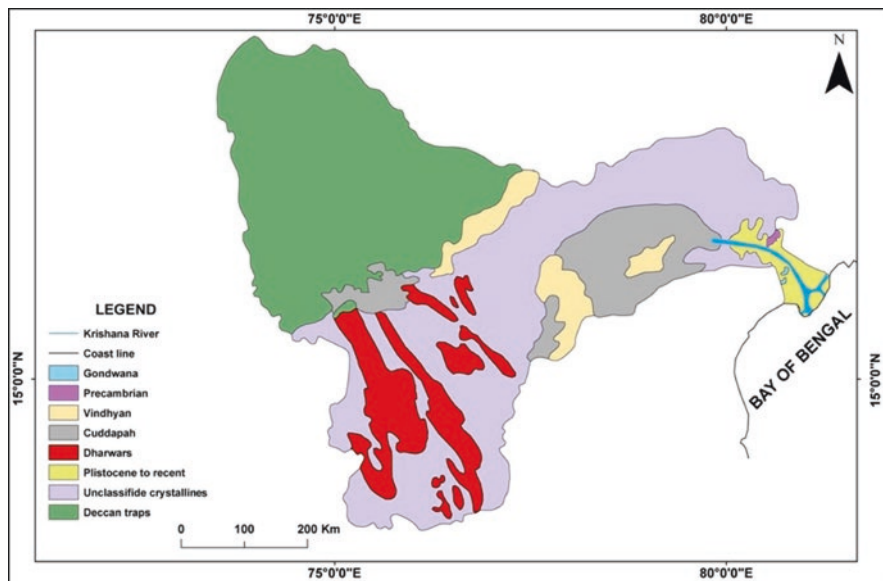 75°0'0"E
80°0'0"E
N
15°0'0"N
15°0'0"N
BAY OF BENGAL
LEGEND
Krishana River
Coast line
Gondwana
Precambrian
Vindhyan
Cuddapah
Dharwars
Plistocene to recent
Unclassifide crystallines
Deccan traps
0 100 200 Km
75°0'0"E
80°0'0"E